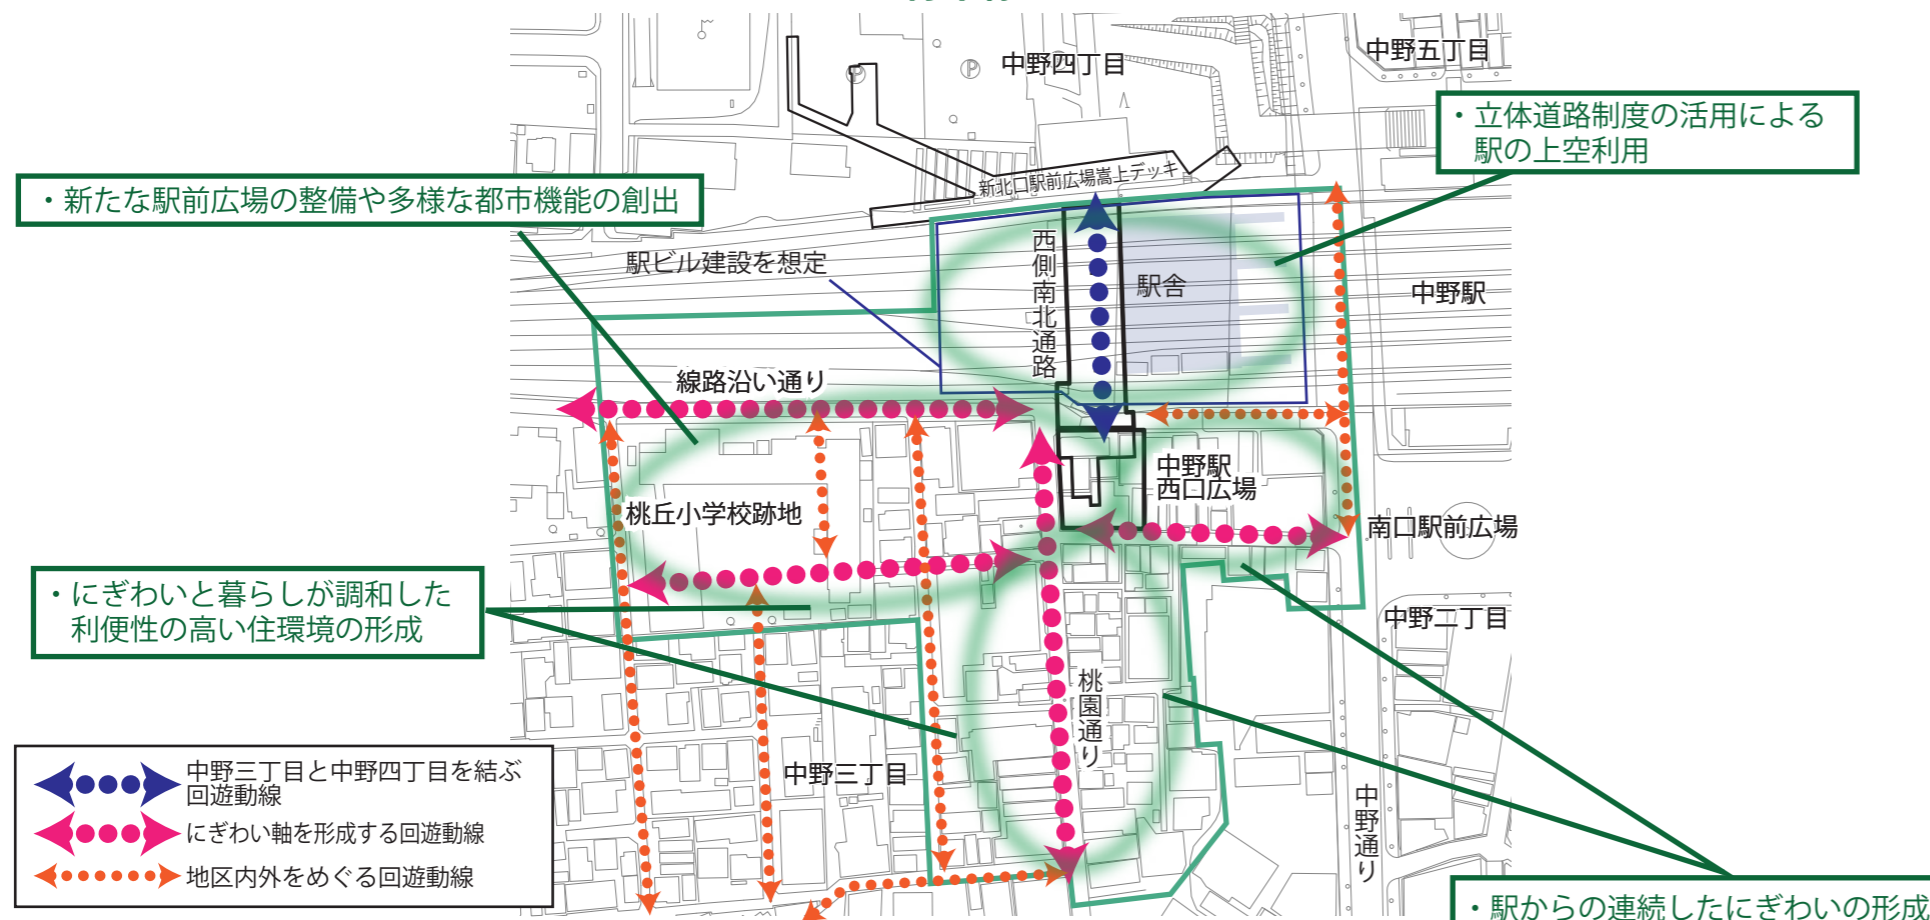 中野四丁目
中野五丁目
・立体道路制度の活用による
駅の上空利用
新北口駅前広場嵩上デッキ
・新たな駅前広場の整備や多様な都市機能の創出
駅ビル建設を想定
西側南北通路
駅舎
中野駅
線路沿い通り
中野駅
西口広場
桃丘小学校跡地
南口駅前広場
・にぎわいと暮らしが調和した
利便性の高い住環境の形成
中野二丁目
桃園通り
中野三丁目
中野通り
中野三丁目と中野四丁目を結ぶ
回遊動線
にぎわい軸を形成する回遊動線
地区内外をめぐる回遊動線
・駅からの連続したにぎわいの形成